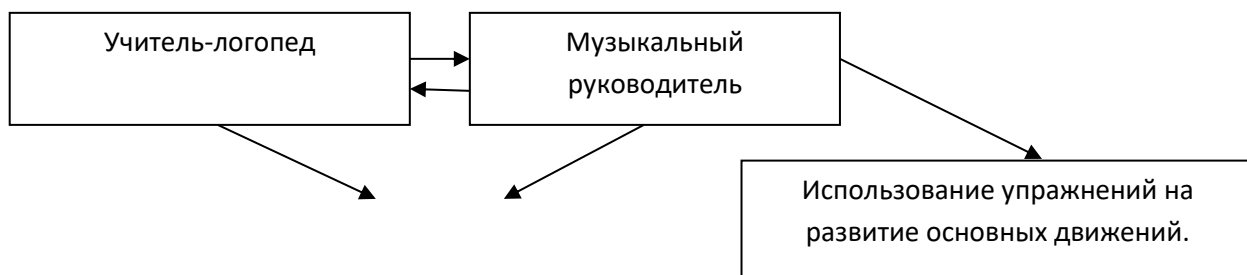 Учитель-логопед
Музыкальный
руководитель
Использование упражнений на
развитие основных движений.